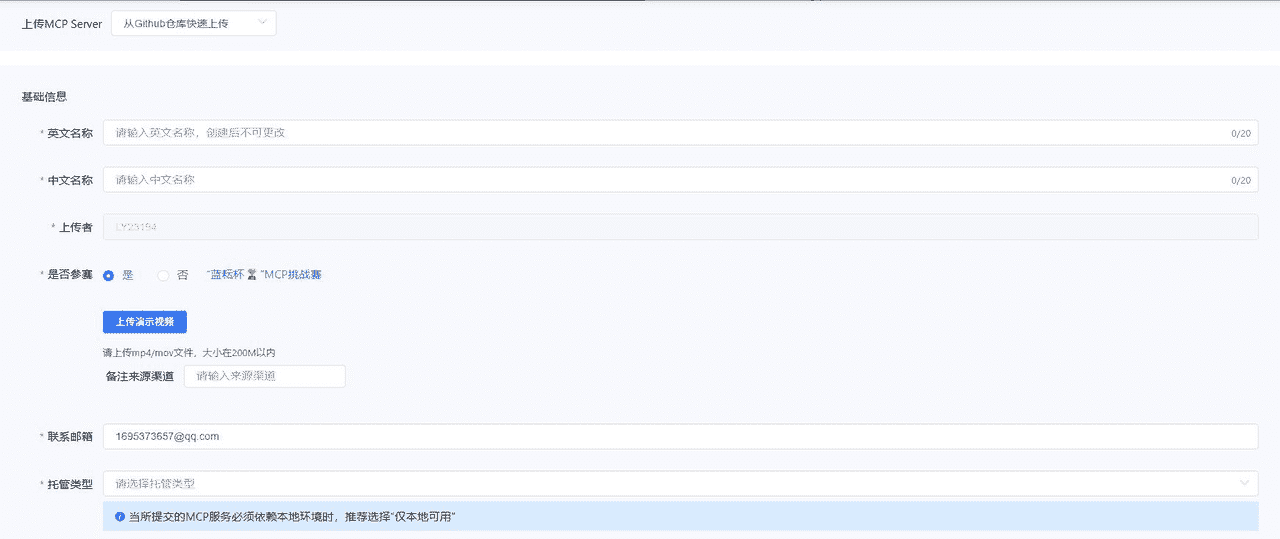 上传MCP Server 从Github仓库快速上传
基础信息
* 英文名称 请输入英文名称，创建后不可更改 0/20
* 中文名称 请输入中文名称 0/20
* 上传者 LY23194
* 是否参赛 是 否 “蓝耘杯⌛”MCP挑战赛
上传演示视频
请上传mp4/mov文件，大小在200M以内
备注来源渠道 请输入来源渠道
* 联系邮箱 1695373657@qq.com
* 托管类型 请选择托管类型
当所提交的MCP服务必须依赖本地环境时，推荐选择“仅本地可用”